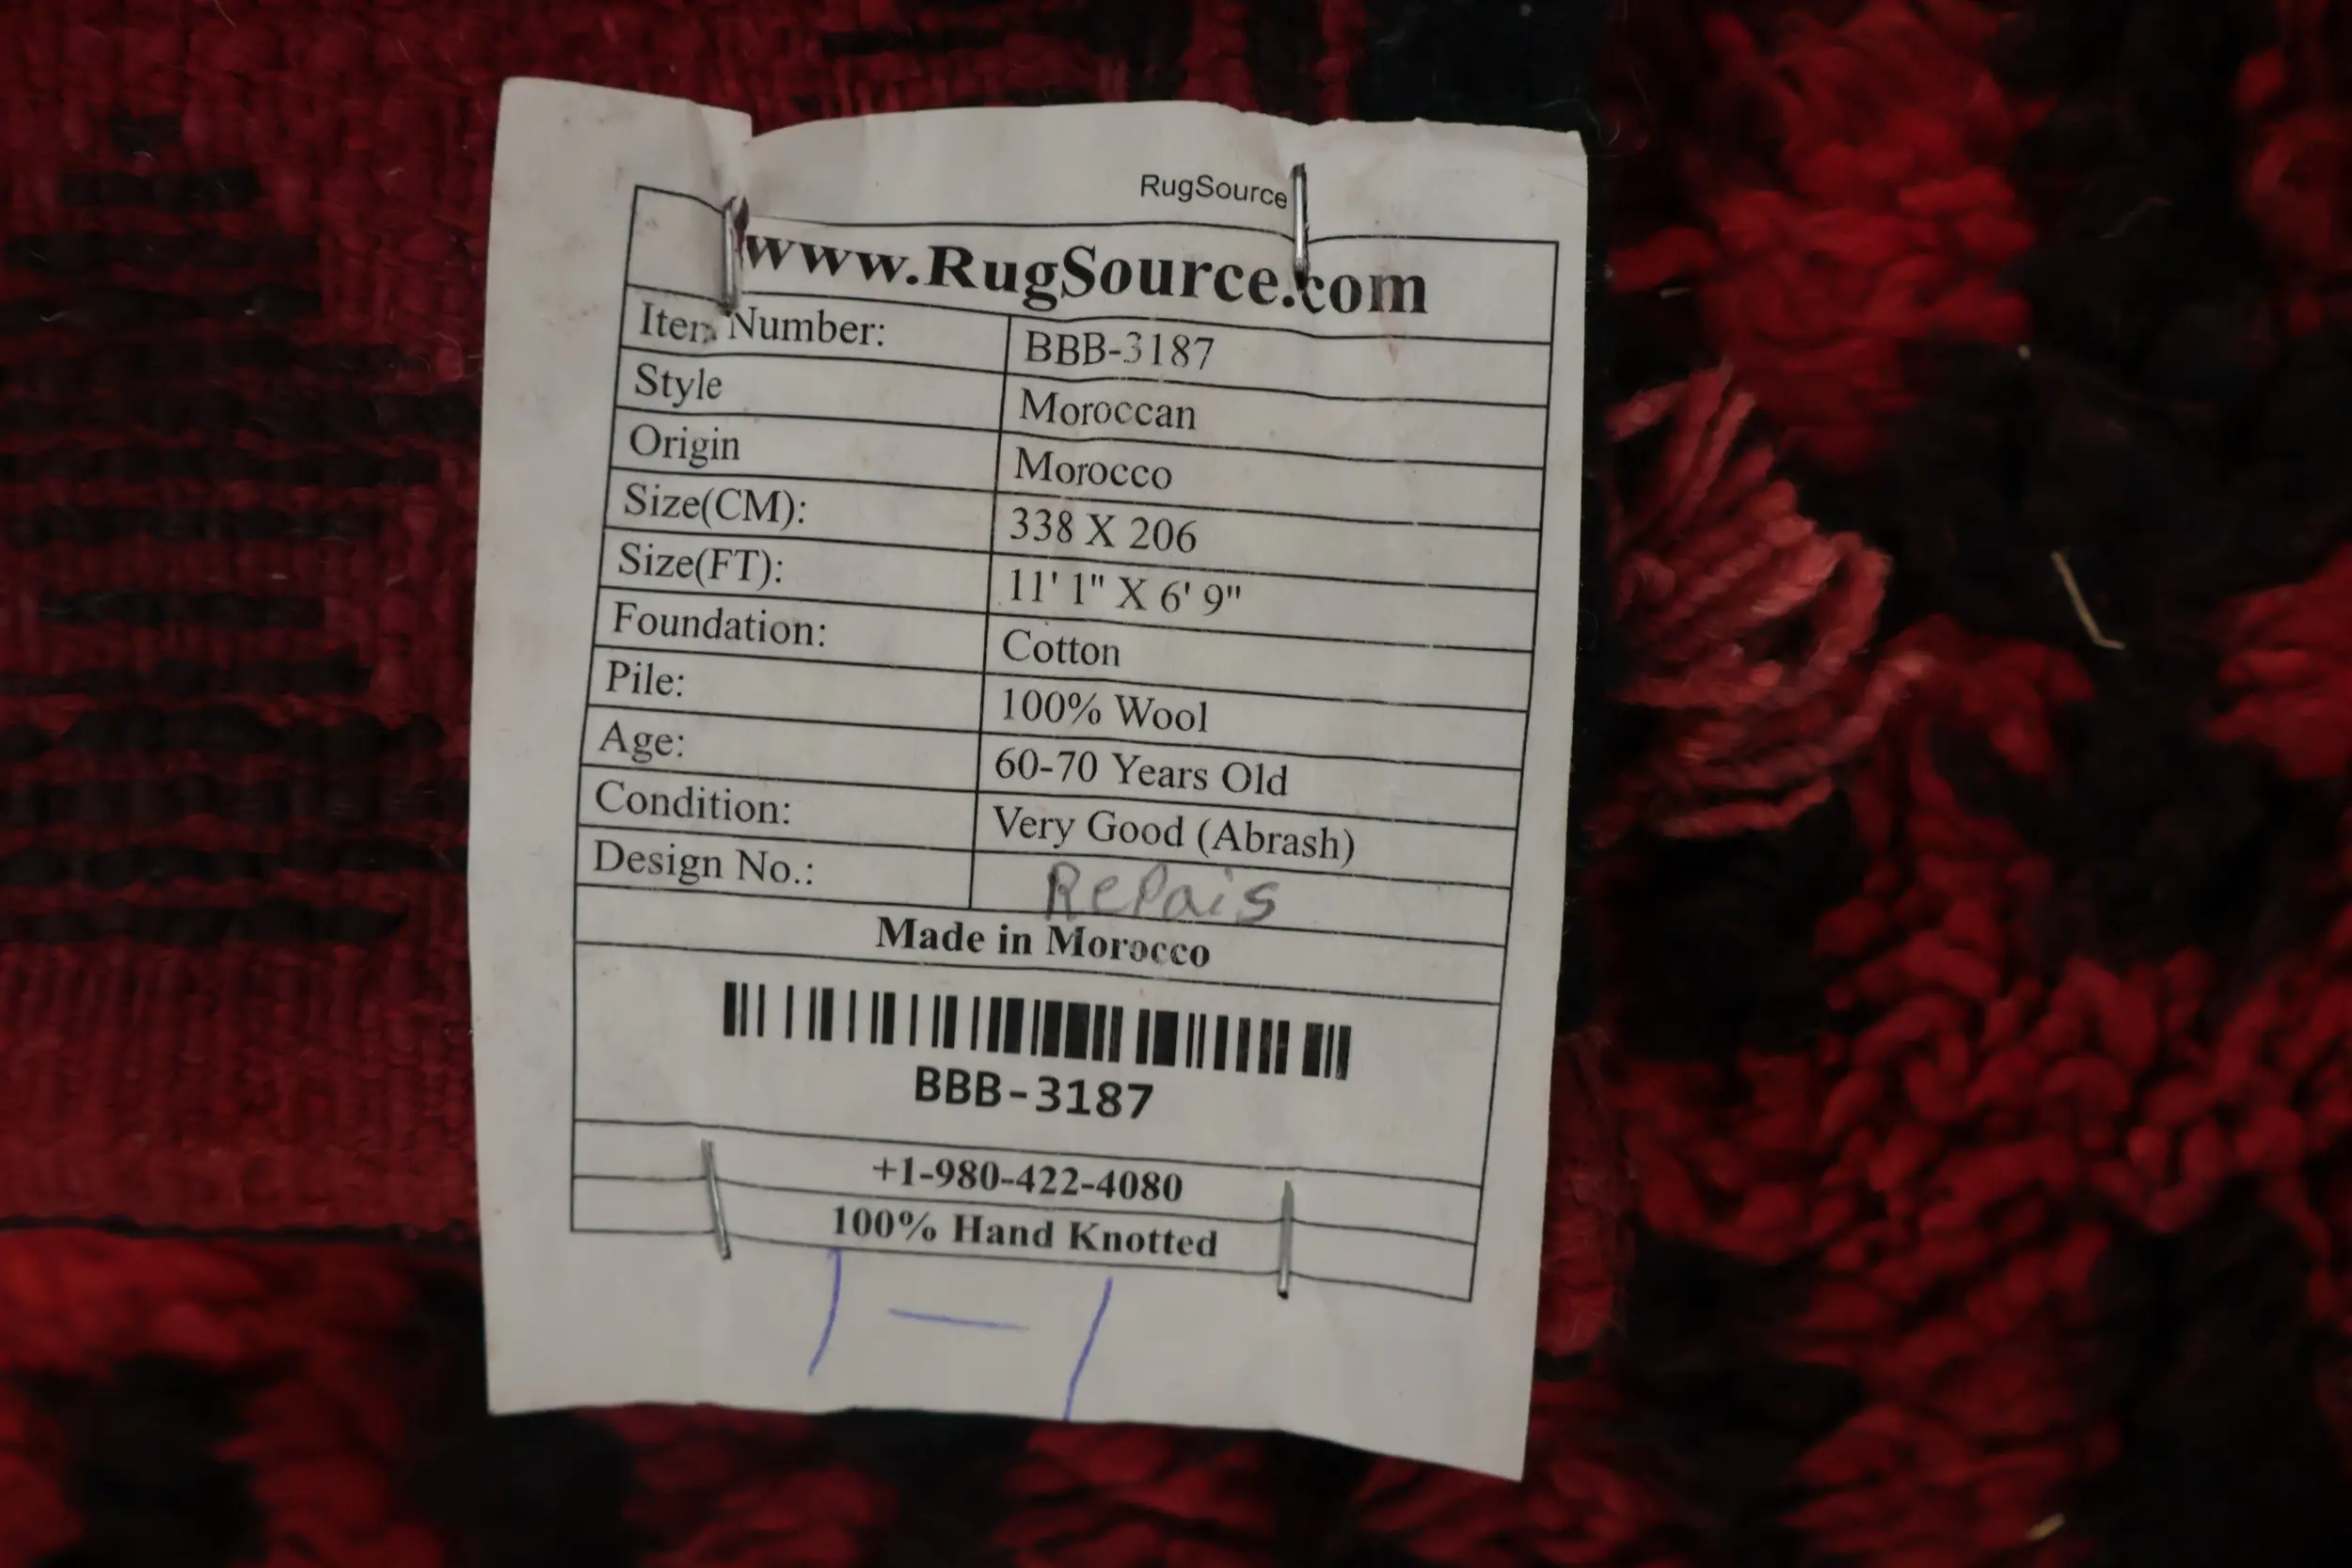 RugSource
www.RugSource.com
Item Number: BBB-3187
Style Moroccan
Origin Morocco
Size(CM): 338 X 206
Size(FT): 11' 1" X 6' 9"
Foundation: Cotton
Pile: 100% Wool
Age: 60-70 Years Old
Condition: Very Good (Abrash)
Design No.: RePais
Made in Morocco
BBB-3187
+1-980-422-4080
100% Hand Knotted
1-1